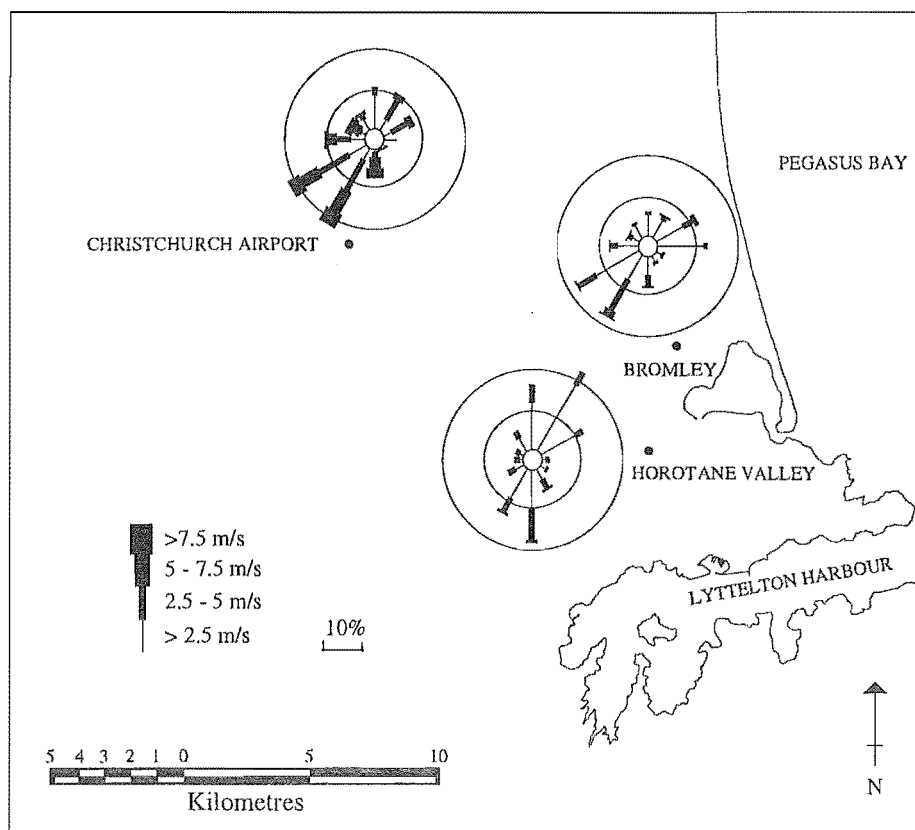 PEGASUS BAY
CHRISTCHURCH AIRPORT
BROMLEY
HOROTANE VALLEY
>7.5 m/s
5 - 7.5 m/s
2.5 - 5 m/s
> 2.5 m/s
10%
LYTTELTON HARBOUR
5 4 3 2 1 0 5 10
Kilometres
N